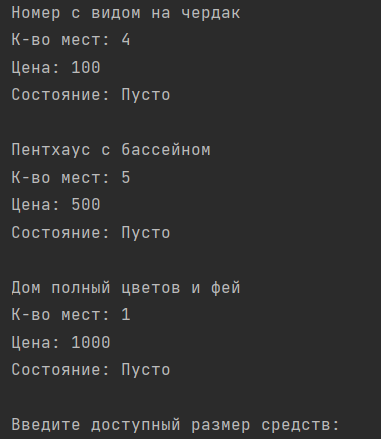 Номер с видом на чердак
К-во мест: 4
Цена: 100
Состояние: Пусто
Пентхаус с бассейном
К-во мест: 5
Цена: 500
Состояние: Пусто
Дом полный цветов и фей
К-во мест: 1
Цена: 1000
Состояние: Пусто
Введите доступный размер средств: